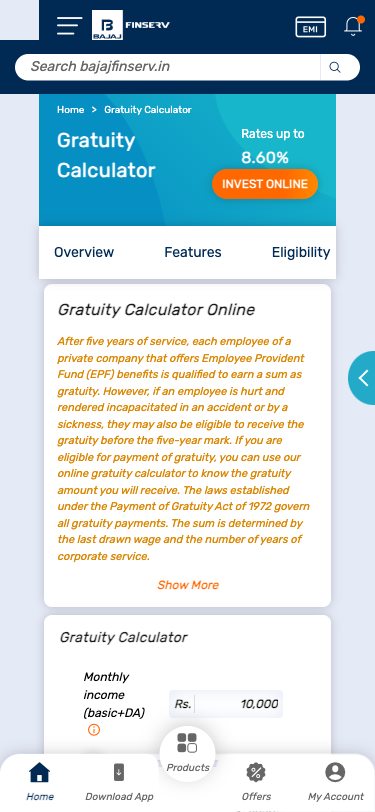 BAJAJ FINSERV
EMI
Search bajajfinserv.in
Home > Gratuity Calculator
Gratuity
Calculator
Rates up to
8.60%
INVEST ONLINE
Overview Features Eligibility
Gratuity Calculator Online
After five years of service, each employee of a
private company that offers Employee Provident
Fund (EPF) benefits is qualified to earn a sum as
gratuity. However, if an employee is hurt and
rendered incapacitated in an accident or by a
sickness, they may also be eligible to receive the
gratuity before the five-year mark. If you are
eligible for payment of gratuity, you can use our
online gratuity calculator to know the gratuity
amount you will receive. The laws established
under the Payment of Gratuity Act of 1972 govern
all gratuity payments. The sum is determined by
the last drawn wage and the number of years of
corporate service.
Show More
Gratuity Calculator
Monthly
income
(basic+DA)
Rs. 10,000
Home Download App Products Offers My Account